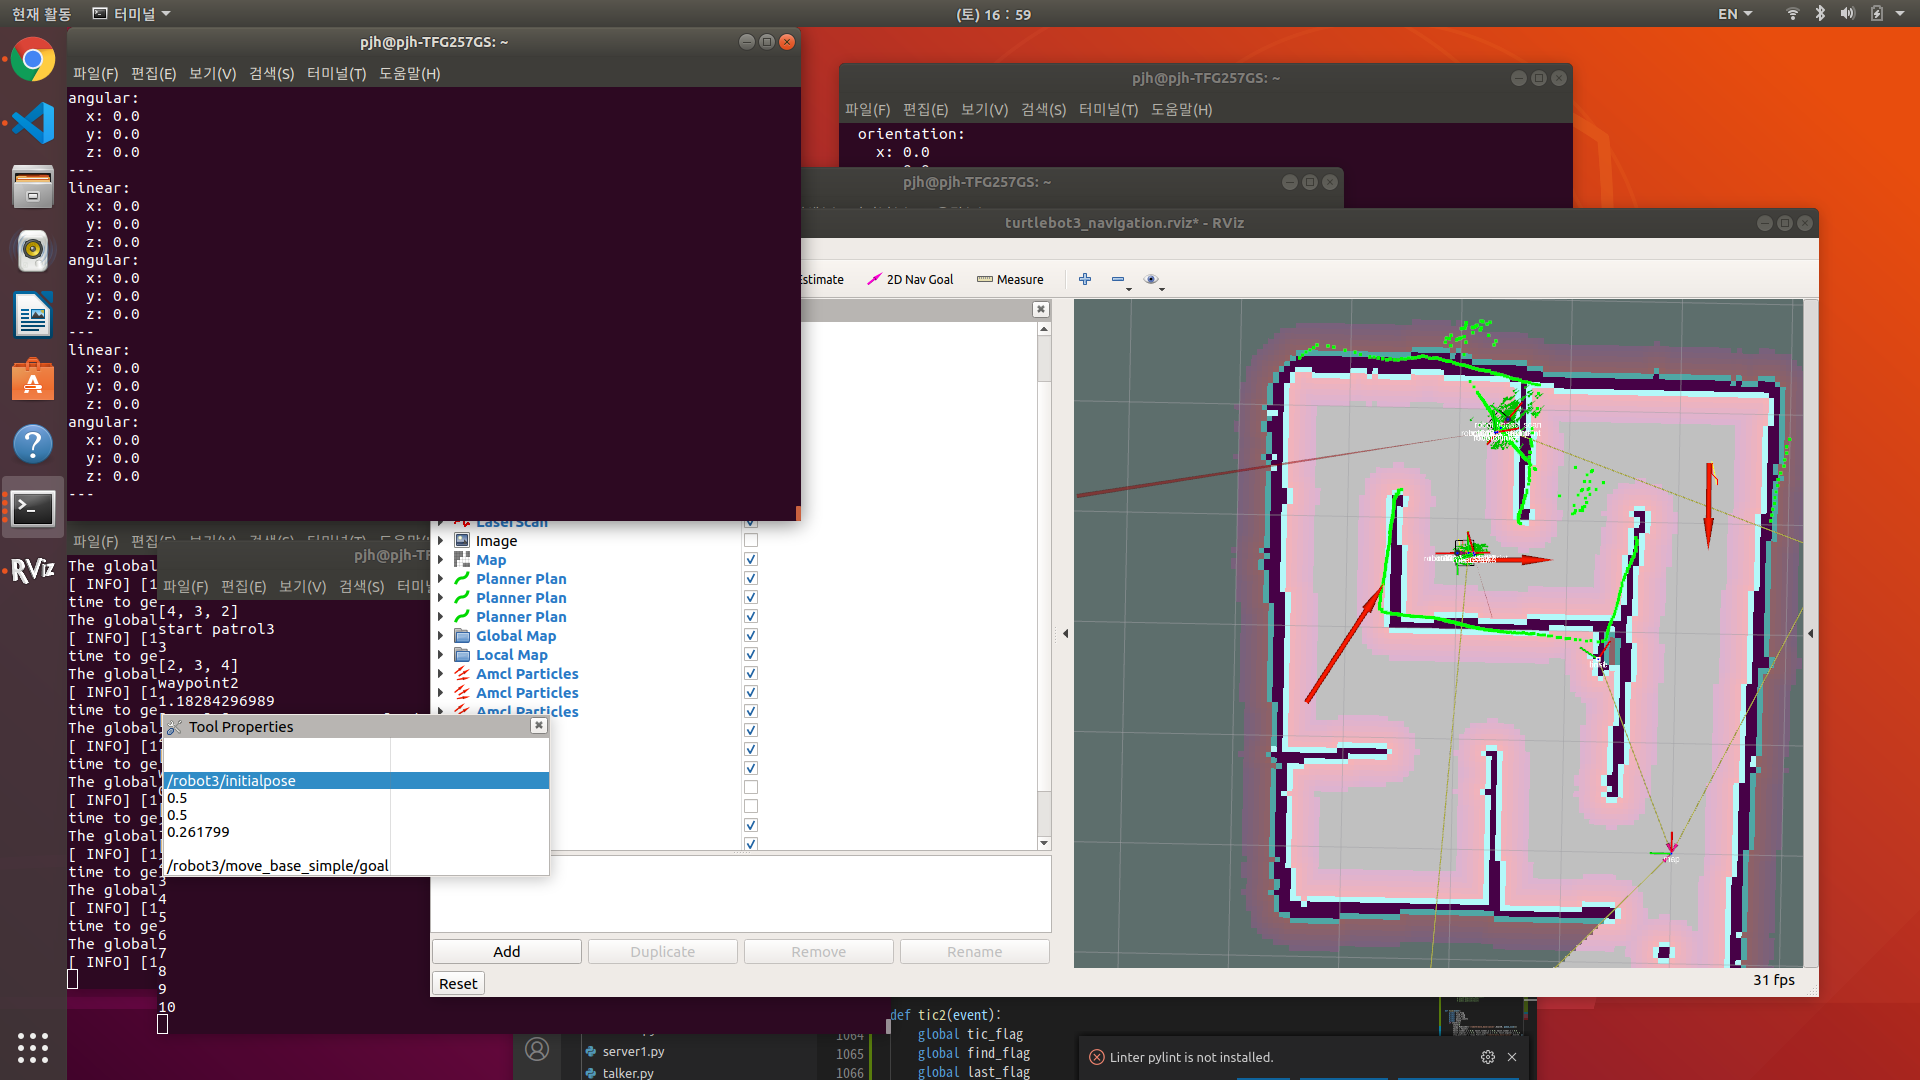 현재 활동
터미널
(토) 16 : 59
EN
pjh@pjh-TFG257GS: ~
파일(F) 편집(E) 보기(V) 검색(S) 터미널(T) 도움말(H)
angular:
x: 0.0
y: 0.0
z: 0.0
---
linear:
x: 0.0
y: 0.0
z: 0.0
angular:
x: 0.0
y: 0.0
z: 0.0
---
linear:
x: 0.0
y: 0.0
z: 0.0
angular:
x: 0.0
y: 0.0
z: 0.0
---
pjh@pjh-TFG257GS: ~
파일(F) 편집(E) 보기(V) 검색(S) 터미널(T) 도움말(H)
orientation:
x: 0.0
pjh@pjh-TFG257GS: ~
turtlebot3_navigation.rviz* - RViz
Estimate
2D Nav Goal
Measure
LaserScan
Image
Map
Planner Plan
Planner Plan
Planner Plan
Global Map
Local Map
Amcl Particles
Amcl Particles
Amcl Particles
Add
Duplicate
Remove
Rename
Reset
31 fps
map
RViz
파일(F) 편집
The global
[ INFO] [1
time to ge
The global
[ INFO] [1
time to ge
The global
[ INFO] [1
time to ge
The global
[ INFO] [1
time to ge
The global
[ INFO] [1
time to ge
The global
[ INFO] [1
time to ge
The global
[ INFO] [1
time to ge
The global
[ INFO] [1
pjh@pjh-TF
파일(F) 편집(E) 보기(V) 검색(S) 터미널
[4, 3, 2]
start patrol3
3
[2, 3, 4]
waypoint2
1.18284296989
Tool Properties
/robot3/initialpose
0.5
0.5
0.261799
/robot3/move_base_simple/goal
3
4
5
6
7
8
9
10
server1.py
talker.py
1064
1065
1066
def tic2(event):
global tic_flag
global find_flag
global last_flag
Linter pylint is not installed.